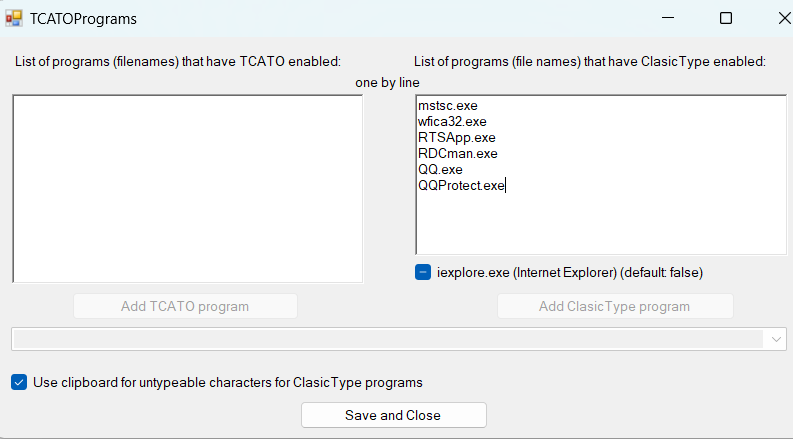 TCATOPrograms
List of programs (filenames) that have TCATO enabled:
List of programs (file names) that have ClasicType enabled:
one by line
mstsc.exe
wfica32.exe
RTSApp.exe
RDCman.exe
QQ.exe
QQProtect.exe
iexplore.exe (Internet Explorer) (default: false)
Add TCATO program
Add ClasicType program
Use clipboard for untypeable characters for ClasicType programs
Save and Close